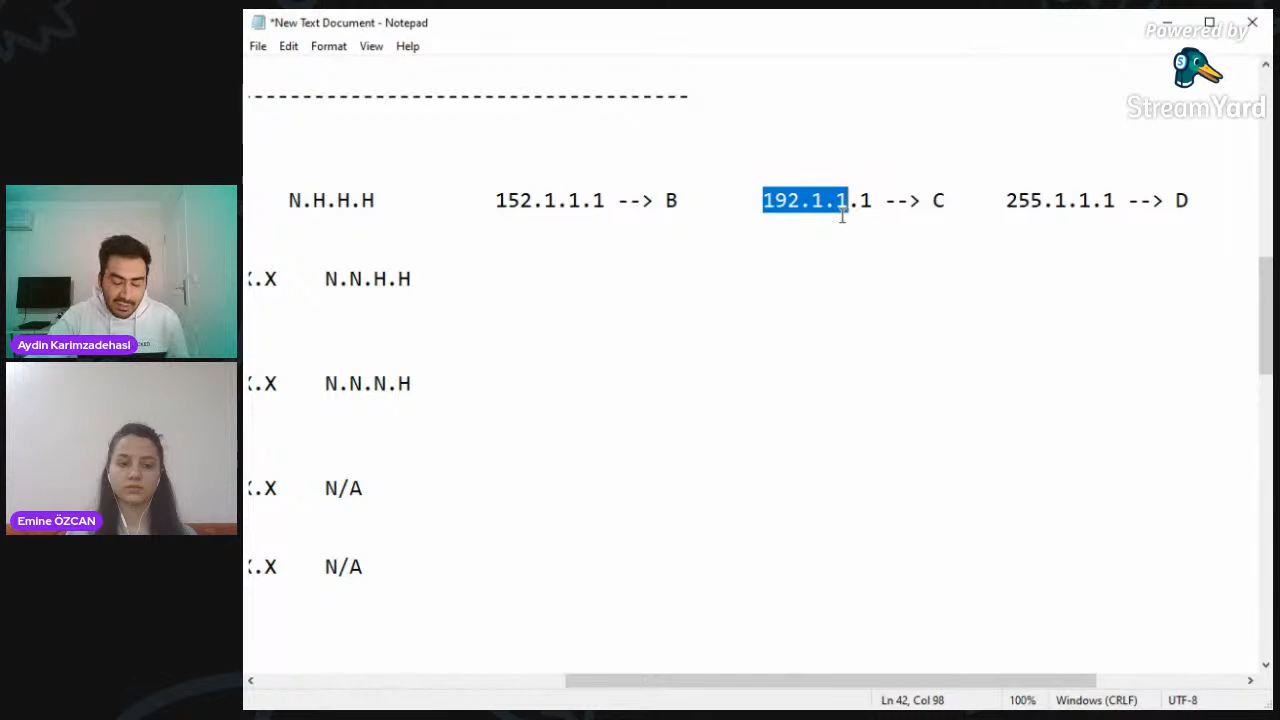 *New Text Document - Notepad
File Edit Format View Help
Powered by
StreamYard
---------------------------------
N.H.H.H 152.1.1.1 --> B 192.1.1.1 --> C 255.1.1.1 --> D
.X N.N.H.H
.X N.N.N.H
.X N/A
.X N/A
Aydin Karimzadehasl
Emine ÖZCAN
Ln 42, Col 98 100% Windows (CRLF) UTF-8